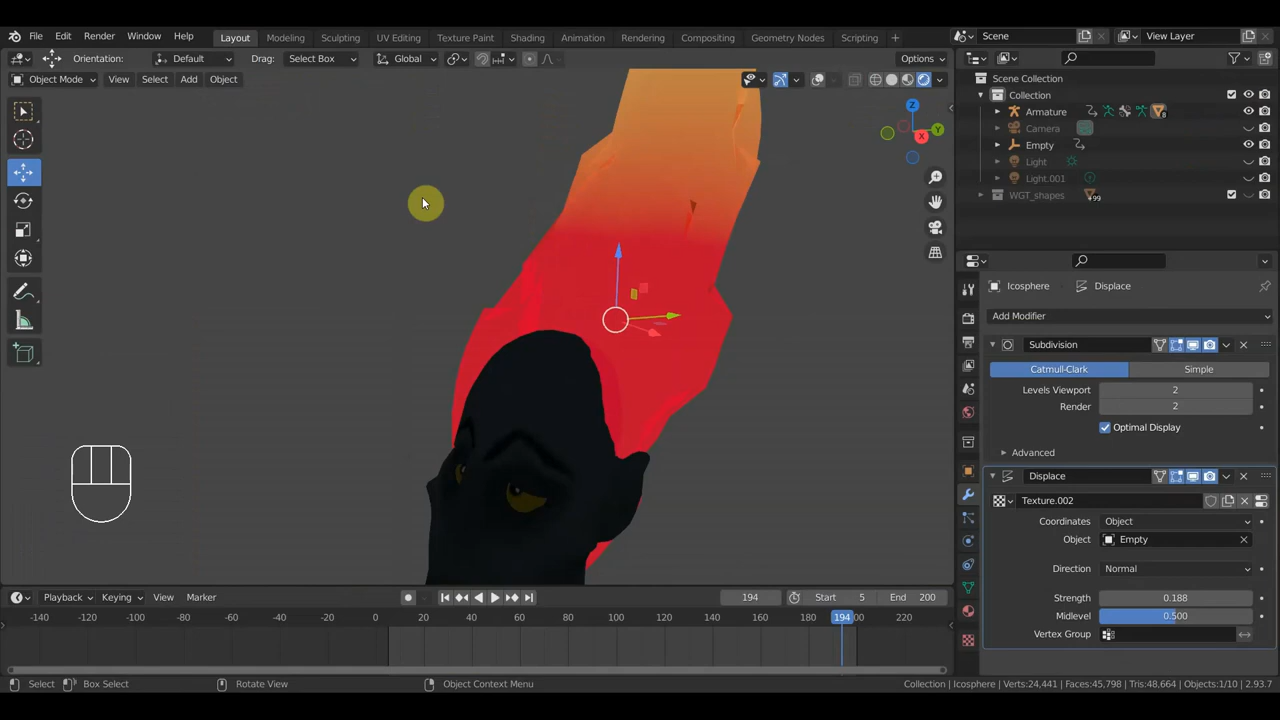 File Edit Render Window Help Layout Modeling Sculpting UV Editing Texture Paint Shading Animation Rendering Compositing Geometry Nodes Scripting + Scene View Layer
Orientation: Default Drag: Select Box Global Options
Object Mode View Select Add Object
Scene Collection
Collection
Armature 8
Camera
Empty
Light
Light.001
WGT_shapes 99
Z
Y
X
Icosphere Displace
Add Modifier
Subdivision
Catmull-Clark Simple
Levels Viewport 2
Render 2
Optimal Display
Advanced
Displace
Texture.002
Coordinates Object
Object Empty
Direction Normal
Strength 0.188
Midlevel 0.500
Vertex Group
Playback Keying View Marker 194 Start 5 End 200
-140 -120 -100 -80 -60 -40 -20 0 20 40 60 80 100 120 140 160 194 200 220
Select Box Select Rotate View Object Context Menu Collection | Icosphere | Verts:24,441 | Faces:45,798 | Tris:48,664 | Objects:1/10 | 2.93.7